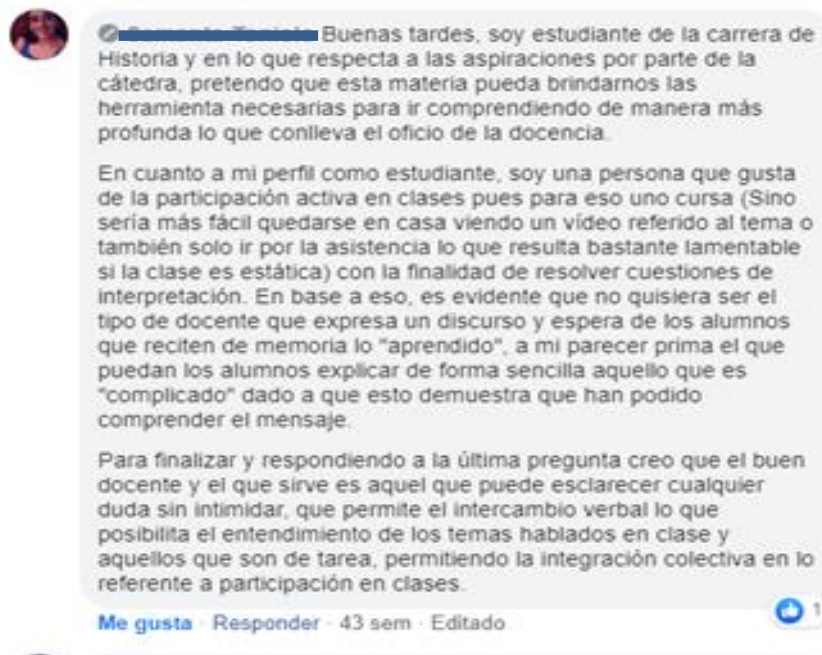 Buenas tardes, soy estudiante de la carrera de
Historia y en lo que respecta a las aspiraciones por parte de la
cátedra, pretendo que esta materia pueda brindarnos las
herramienta necesarias para ir comprendiendo de manera más
profunda lo que conlleva el oficio de la docencia.
En cuanto a mi perfil como estudiante, soy una persona que gusta
de la participación activa en clases pues para eso uno cursa (Sino
sería más fácil quedarse en casa viendo un vídeo referido al tema o
también solo ir por la asistencia lo que resulta bastante lamentable
si la clase es estática) con la finalidad de resolver cuestiones de
interpretación. En base a eso, es evidente que no quisiera ser el
tipo de docente que expresa un discurso y espera de los alumnos
que reciten de memoria lo "aprendido", a mi parecer prima el que
puedan los alumnos explicar de forma sencilla aquello que es
"complicado" dado a que esto demuestra que han podido
comprender el mensaje.
Para finalizar y respondiendo a la última pregunta creo que el buen
docente y el que sirve es aquel que puede esclarecer cualquier
duda sin intimidar, que permite el intercambio verbal lo que
posibilita el entendimiento de los temas hablados en clase y
aquellos que son de tarea, permitiendo la integración colectiva en lo
referente a participación en clases.
Me gusta · Responder · 43 sem · Editado
1